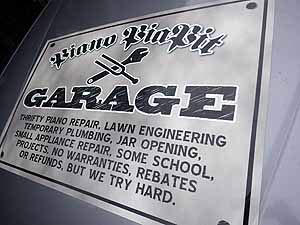 Piano PiaPit
GARAGE
THRIFTY PIANO REPAIR, LAWN ENGINEERING
TEMPORARY PLUMBING, JAR OPENING,
SMALL APPLIANCE REPAIR, SOME SCHOOL,
PROJECTS. NO WARRANTIES, REBATES
OR REFUNDS, BUT WE TRY HARD.